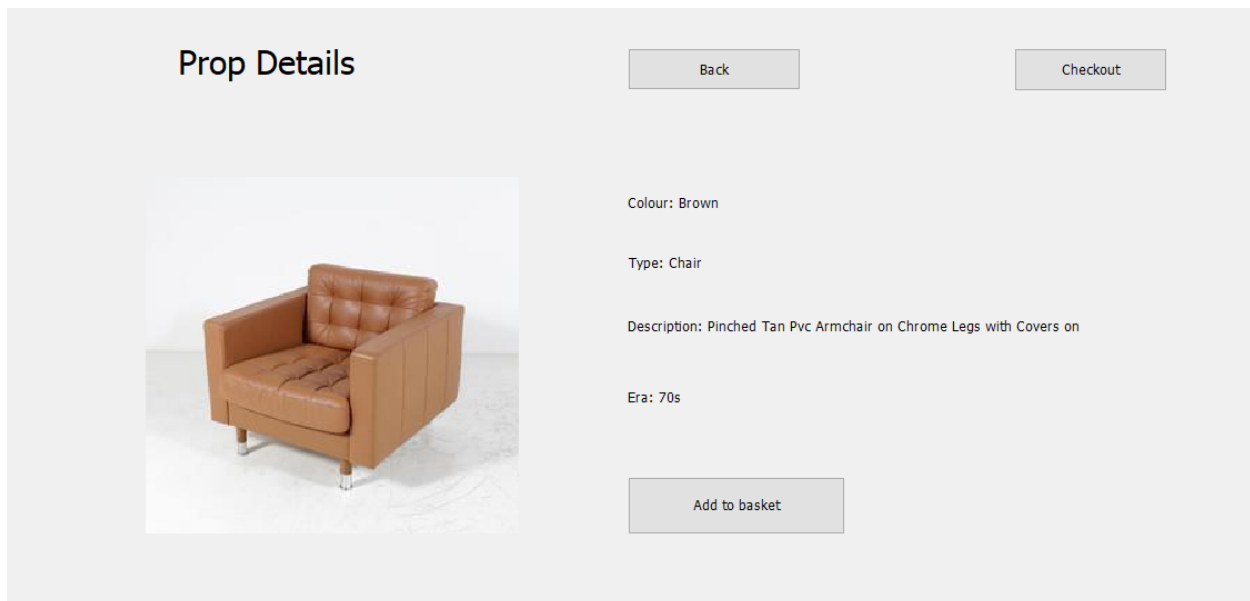 Prop Details
Back
Checkout
Colour: Brown
Type: Chair
Description: Pinched Tan Pvc Armchair on Chrome Legs with Covers on
Era: 70s
Add to basket